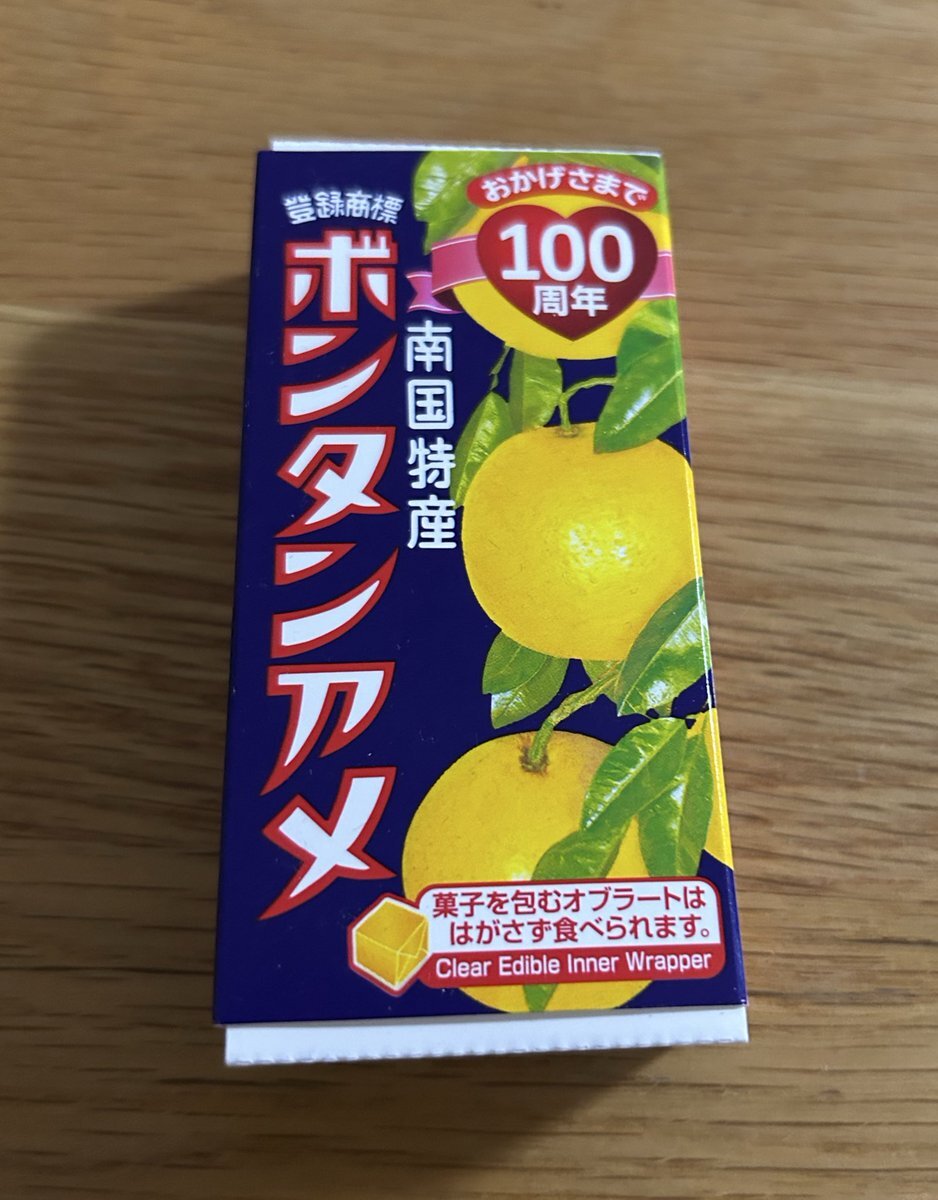 登録商標
ボンタンアメ
南国特産
おかげさまで
100
周年
菓子を包むオブラートは
はがさず食べられます。
Clear Edible Inner Wrapper